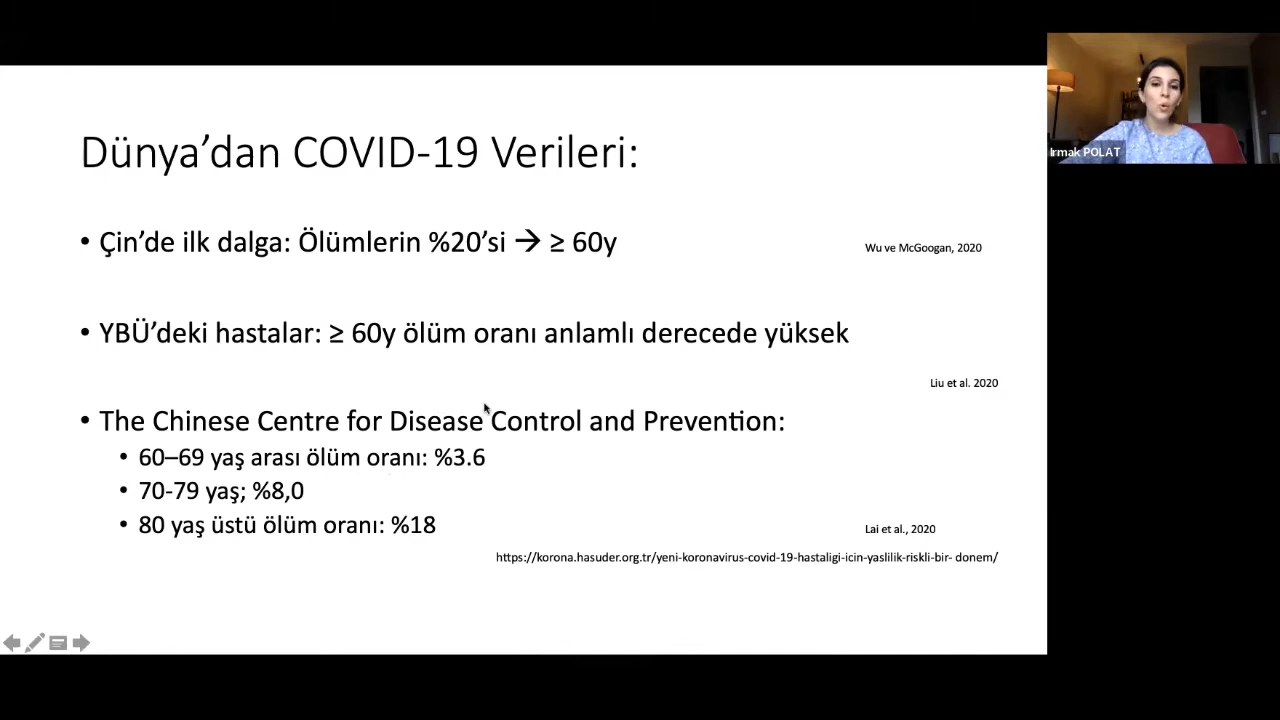 Dünya’dan COVID-19 Verileri:
• Çin’de ilk dalga: Ölümlerin %20’si → ≥ 60y
Wu ve McGoogan, 2020
• YBÜ’deki hastalar: ≥ 60y ölüm oranı anlamlı derecede yüksek
Liu et al. 2020
• The Chinese Centre for Disease Control and Prevention:
• 60–69 yaş arası ölüm oranı: %3.6
• 70-79 yaş; %8,0
• 80 yaş üstü ölüm oranı: %18
Lai et al., 2020
https://korona.hasuder.org.tr/yeni-koronavirus-covid-19-hastaligi-icin-yaslilik-riskli-bir- donem/
Irmak POLAT